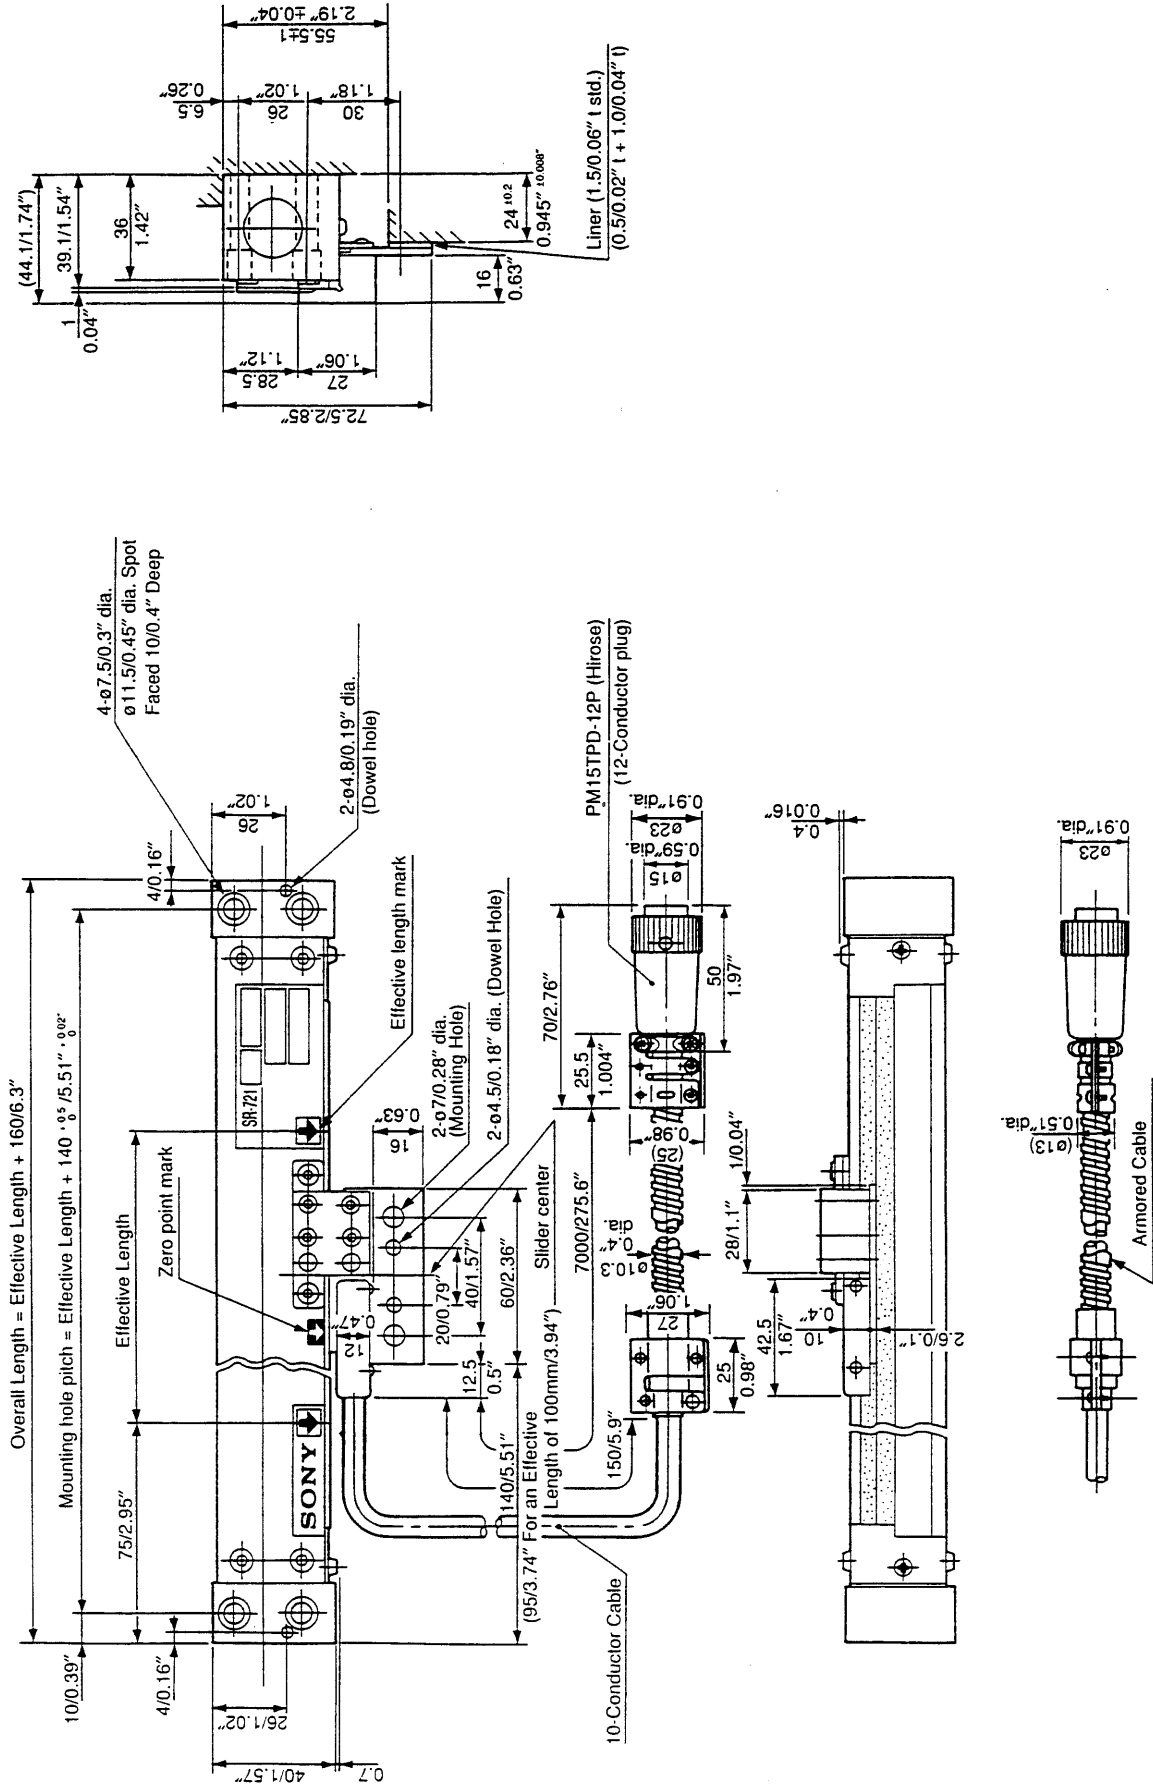 Overall Length = Effective Length + 160/6.3″
Mounting hole pitch = Effective Length + 140 +0.5 0 /5.51″ +0.02″ 0
10/0.39″
75/2.95″
Effective Length
4/0.16″
4/0.16″
Zero point mark
Effective length mark
4-ø7.5/0.3″ dia.
ø11.5/0.45″ dia. Spot
Faced 10/0.4″ Deep
26
1.02″
2-ø4.8/0.19″ dia.
(Dowel hole)
26/1.02″
40/1.57″
0.7
SONY
SR-721
12
0.47″
16
0.63″
2-ø7/0.28″ dia.
(Mounting Hole)
2-ø4.5/0.18″ dia. (Dowel Hole)
Slider center
20/0.79″
40/1.57″
60/2.36″
12.5
0.5″
140/5.51″
(95/3.74″ For an Effective
Length of 100mm/3.94″)
150/5.9″
7000/275.6″
10-Conductor Cable
27
1.06″
25
0.98″
ø10.3
0.4″
dia.
(25)
0.98″
25.5
1.004″
70/2.76″
50
1.97″
ø15
0.59″dia.
ø23
0.91″dia.
PM15TPD-12P (Hirose)
(12-Conductor plug)
42.5
1.67″
28/1.1″
1/0.04″
10
0.4″
2.6/0.1″
0.4
0.016″
Armored Cable
(ø13)
0.51″dia.
ø23
0.91″dia.
(44.1/1.74″)
39.1/1.54″
36
1.42″
1
0.04″
6.5
0.26″
26
1.02″
30
1.18″
55.5±1
2.19″±0.04″
28.5
1.12″
27
1.06″
72.5/2.85″
16
0.63″
24 ±0.2
0.945″ ±0.008″
Liner (1.5/0.06″ t std.)
(0.5/0.02″ t + 1.0/0.04″ t)